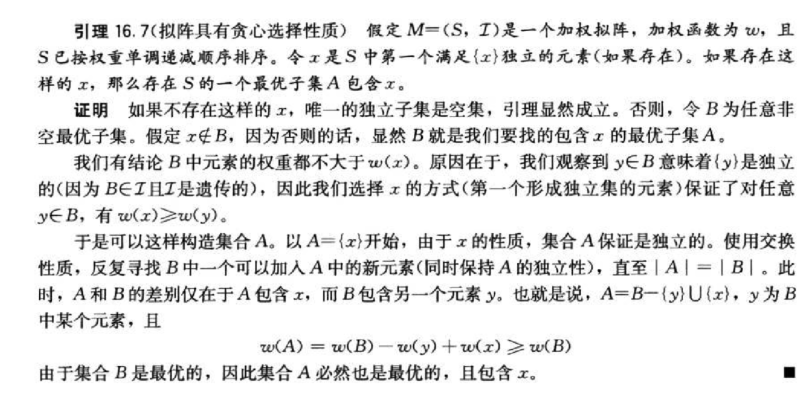 引理 16.7(拟阵具有贪心选择性质) 假定 M=(S, I)是一个加权拟阵，加权函数为 w，且
S 已按权重单调递减顺序排序。令 x 是 S 中第一个满足{x}独立的元素(如果存在)。如果存在这
样的 x，那么存在 S 的一个最优子集 A 包含 x。
证明 如果不存在这样的 x，唯一的独立子集是空集，引理显然成立。否则，令 B 为任意非
空最优子集。假定 x∉B，因为否则的话，显然 B 就是我们要找的包含 x 的最优子集 A。
我们有结论 B 中元素的权重都不大于 w(x)。原因在于，我们观察到 y∈B 意味着{y}是独立
的(因为 B∈I 且 I 是遗传的)，因此我们选择 x 的方式(第一个形成独立集的元素)保证了对任意
y∈B，有 w(x)≥w(y)。
于是可以这样构造集合 A。以 A={x}开始，由于 x 的性质，集合 A 保证是独立的。使用交换
性质，反复寻找 B 中一个可以加入 A 中的新元素(同时保持 A 的独立性)，直至|A|=|B|。此
时，A 和 B 的差别仅在于 A 包含 x，而 B 包含另一个元素 y。也就是说，A=B−{y}∪{x}，y 为 B
中某个元素，且
w(A) = w(B) − w(y) + w(x) ≥ w(B)
由于集合 B 是最优的，因此集合 A 必然也是最优的，且包含 x。 ■